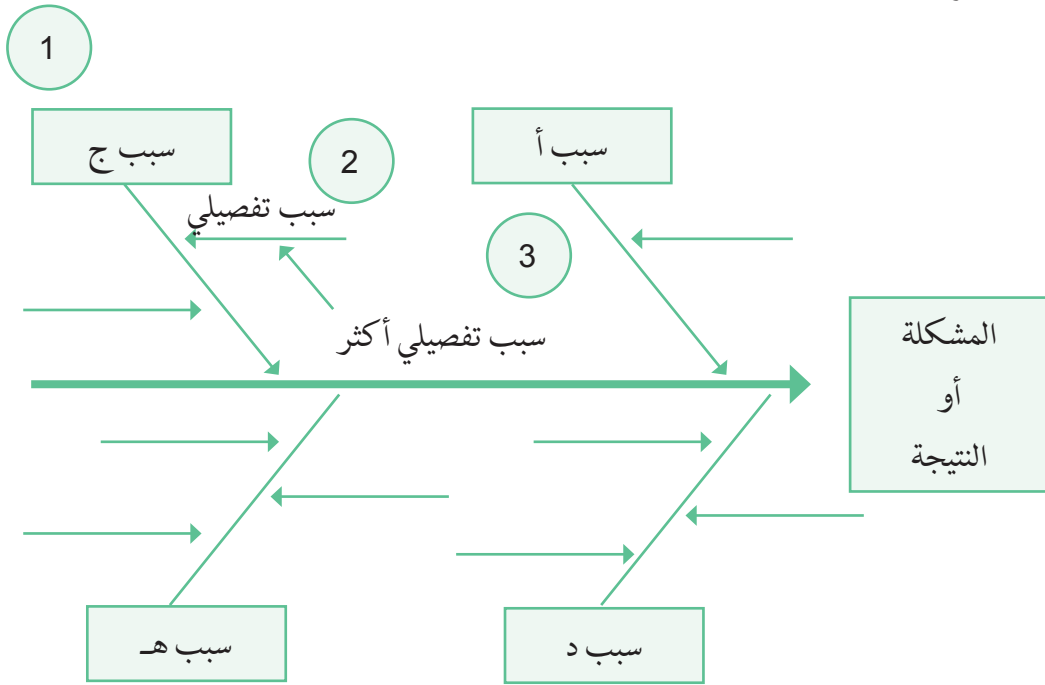 1
سبب أ
سبب ج
2
سبب تفصيلي
3
سبب تفصيلي أكثر
المشكلة
أو
النتيجة
سبب د
سبب هـ